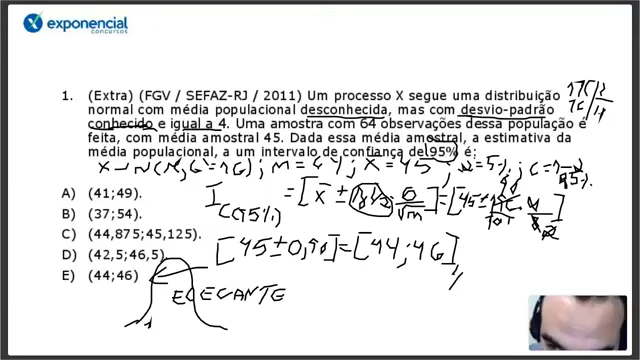 exponencial
concursos
1. (Extra) (FGV / SEFAZ-RJ / 2011) Um processo X segue uma distribuição
normal com média populacional desconhecida, mas com desvio-padrão
conhecido e igual a 4. Uma amostra com 64 observações dessa população é
feita, com média amostral 45. Dada essa média amostral, a estimativa da
média populacional, a um intervalo de confiança de 95% é:
A) (41;49).
B) (37;54).
C) (44,875;45,125).
D) (42,5;46,5).
E) (44;46)
[45±0,98]=[44;46]
ELEGANTE